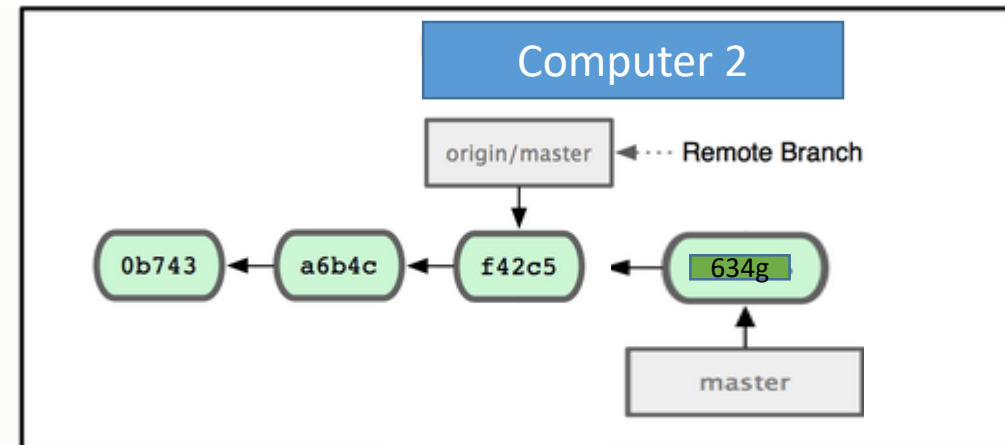 Computer 2
origin/master
Remote Branch
0b743
a6b4c
f42c5
634g
master